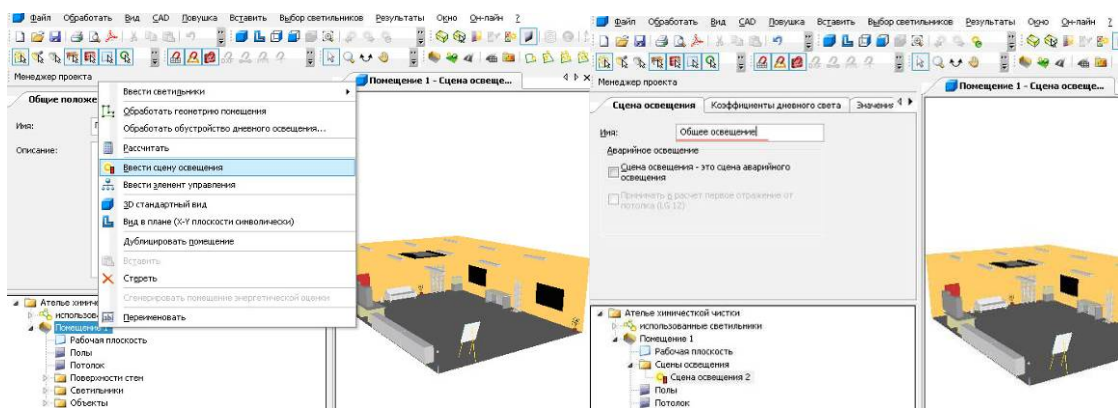 Файл Обработать Вид CAD Ловушка Вставить Выбор светильников Результаты Окно Он-лайн ?
Менеджер проекта
Общие положе
Имя:
Описание:
Ввести светильники
Обработать геометрию помещения
Обработать обустройство дневного освещения...
Рассчитать
Ввести сцену освещения
Ввести элемент управления
3D стандартный вид
Вид в плане (X-Y плоскости символически)
Дублицировать помещение
Вставить
Стереть
Сгенерировать помещение энергетической оценки
Переименовать
Помещение 1 - Сцена освеще...
Ателье химиче
использов
Помещение 1
Рабочая плоскость
Полы
Потолок
Поверхности стен
Светильники
Объекты
Файл Обработать Вид CAD Ловушка Вставить Выбор светильников Результаты Окно Он-лайн
Менеджер проекта
Сцена освещения Коэффициенты дневного света Значения
Имя: Общее освещение
Аварийное освещение
Сцена освещения - это сцена аварийного
освещения
Принимать в расчет первое отражение от
потолка (LG 12)
Помещение 1 - Сцена освеще...
Ателье химической чистки
использованные светильники
Помещение 1
Рабочая плоскость
Сцены освещения
Сцена освещения 2
Полы
Потолок